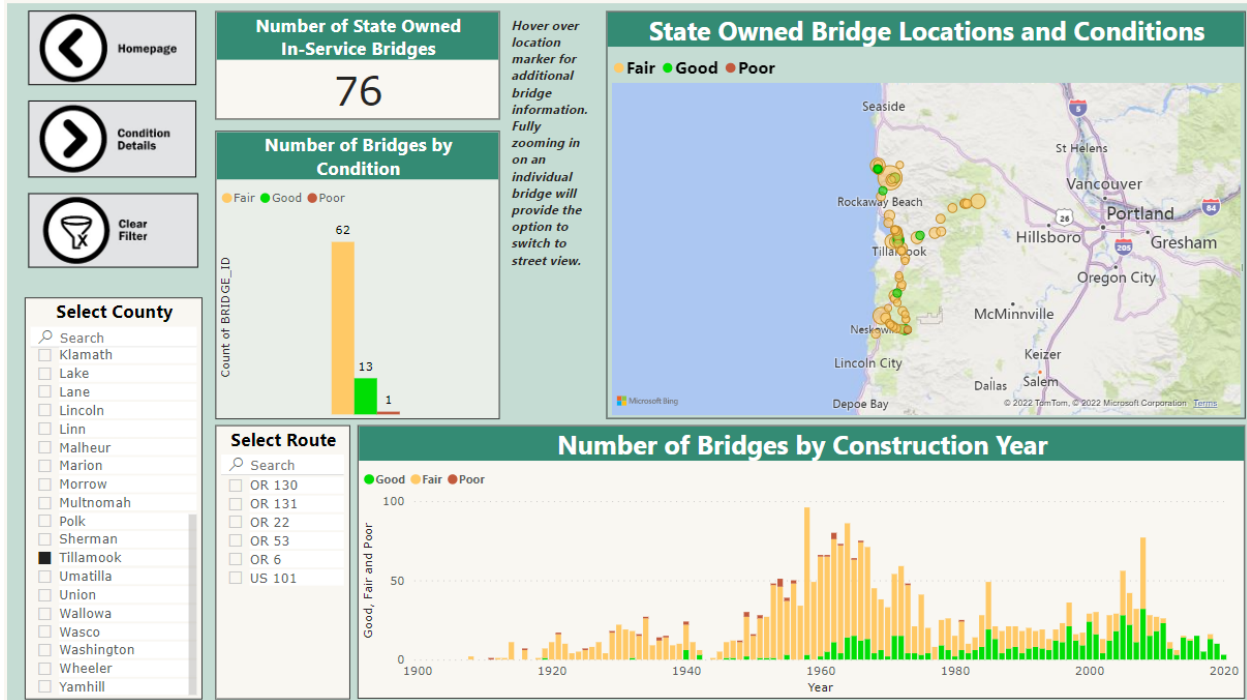 Homepage
Condition
Details
Clear
Filter
Number of State Owned
In-Service Bridges
76
Hover over
location
marker for
additional
bridge
information.
Fully
zooming in
on an
individual
bridge will
provide the
option to
switch to
street view.
Number of Bridges by
Condition
Fair Good Poor
Count of BRIDGE_ID
62
13
1
State Owned Bridge Locations and Conditions
Fair Good Poor
Seaside
5
St Helens
Vancouver
84
Rockaway Beach
26
Portland
Hillsboro
205
Gresham
Oregon City
McMinnville
Lincoln City
Keizer
Dallas
Salem
Depoe Bay
Microsoft Bing
© 2022 TomTom, © 2022 Microsoft Corporation Terms
Select County
Search
Klamath
Lake
Lane
Lincoln
Linn
Malheur
Marion
Morrow
Multnomah
Polk
Sherman
Tillamook
Umatilla
Union
Wallowa
Wasco
Washington
Wheeler
Yamhill
Select Route
Search
OR 130
OR 131
OR 22
OR 53
OR 6
US 101
Number of Bridges by Construction Year
Good Fair Poor
Good, Fair and Poor
100
50
0
1900
1920
1940
1960
1980
2000
2020
Year